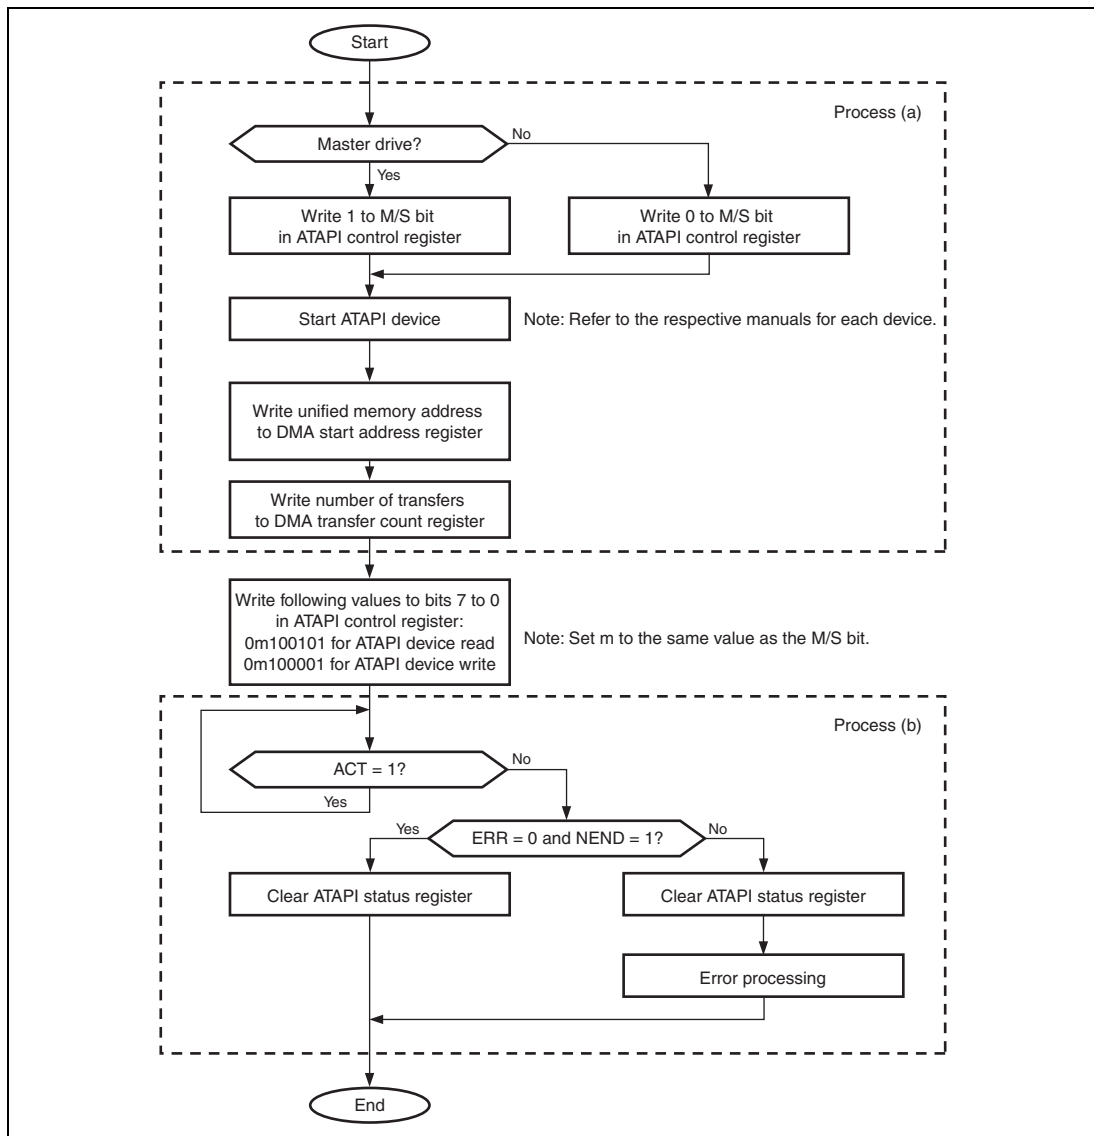 Start
Process (a)
Master drive?
No
Yes
Write 1 to M/S bit
in ATAPI control register
Write 0 to M/S bit
in ATAPI control register
Start ATAPI device
Note: Refer to the respective manuals for each device.
Write unified memory address
to DMA start address register
Write number of transfers
to DMA transfer count register
Write following values to bits 7 to 0
in ATAPI control register:
0m100101 for ATAPI device read
0m100001 for ATAPI device write
Note: Set m to the same value as the M/S bit.
Process (b)
ACT = 1?
No
Yes
ERR = 0 and NEND = 1?
Yes
No
Clear ATAPI status register
Clear ATAPI status register
Error processing
End